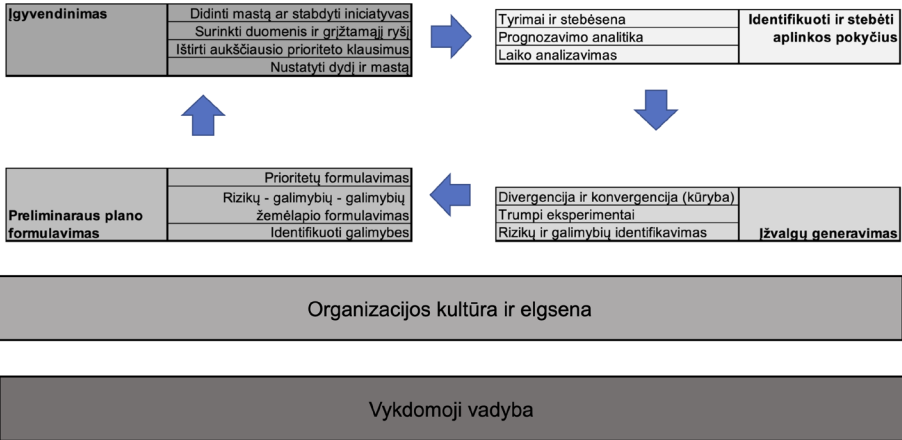 Įgyvendinimas
Didinti mastą ar stabdyti iniciatyvas
Surinkti duomenis ir grįžtamąjį ryšį
Ištirti aukščiausio prioriteto klausimus
Nustatyti dydį ir mastą
Tyrimai ir stebėsena
Prognozavimo analitika
Laiko analizavimas
Identifikuoti ir stebėti
aplinkos pokyčius
Preliminaraus plano
formulavimas
Prioritetų formulavimas
Rizikų - galimybių - galimybių
žemėlapio formulavimas
Identifikuoti galimybes
Divergencija ir konvergencija (kūryba)
Trumpi eksperimentai
Rizikų ir galimybių identifikavimas
Įžvalgų generavimas
Organizacijos kultūra ir elgsena
Vykdomoji vadyba